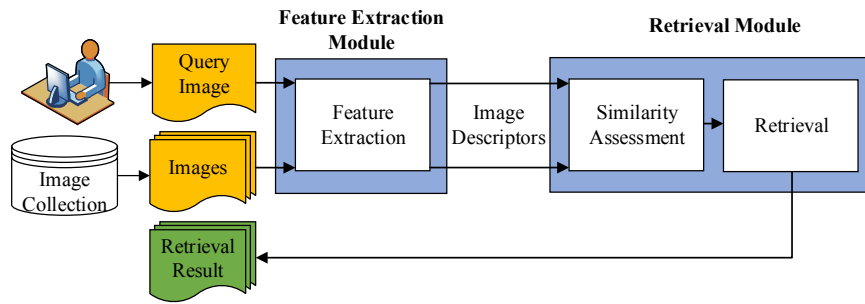 Feature Extraction
Module
Retrieval Module
Query
Image
Feature
Extraction
Image
Descriptors
Similarity
Assessment
Retrieval
Image
Collection
Images
Retrieval
Result